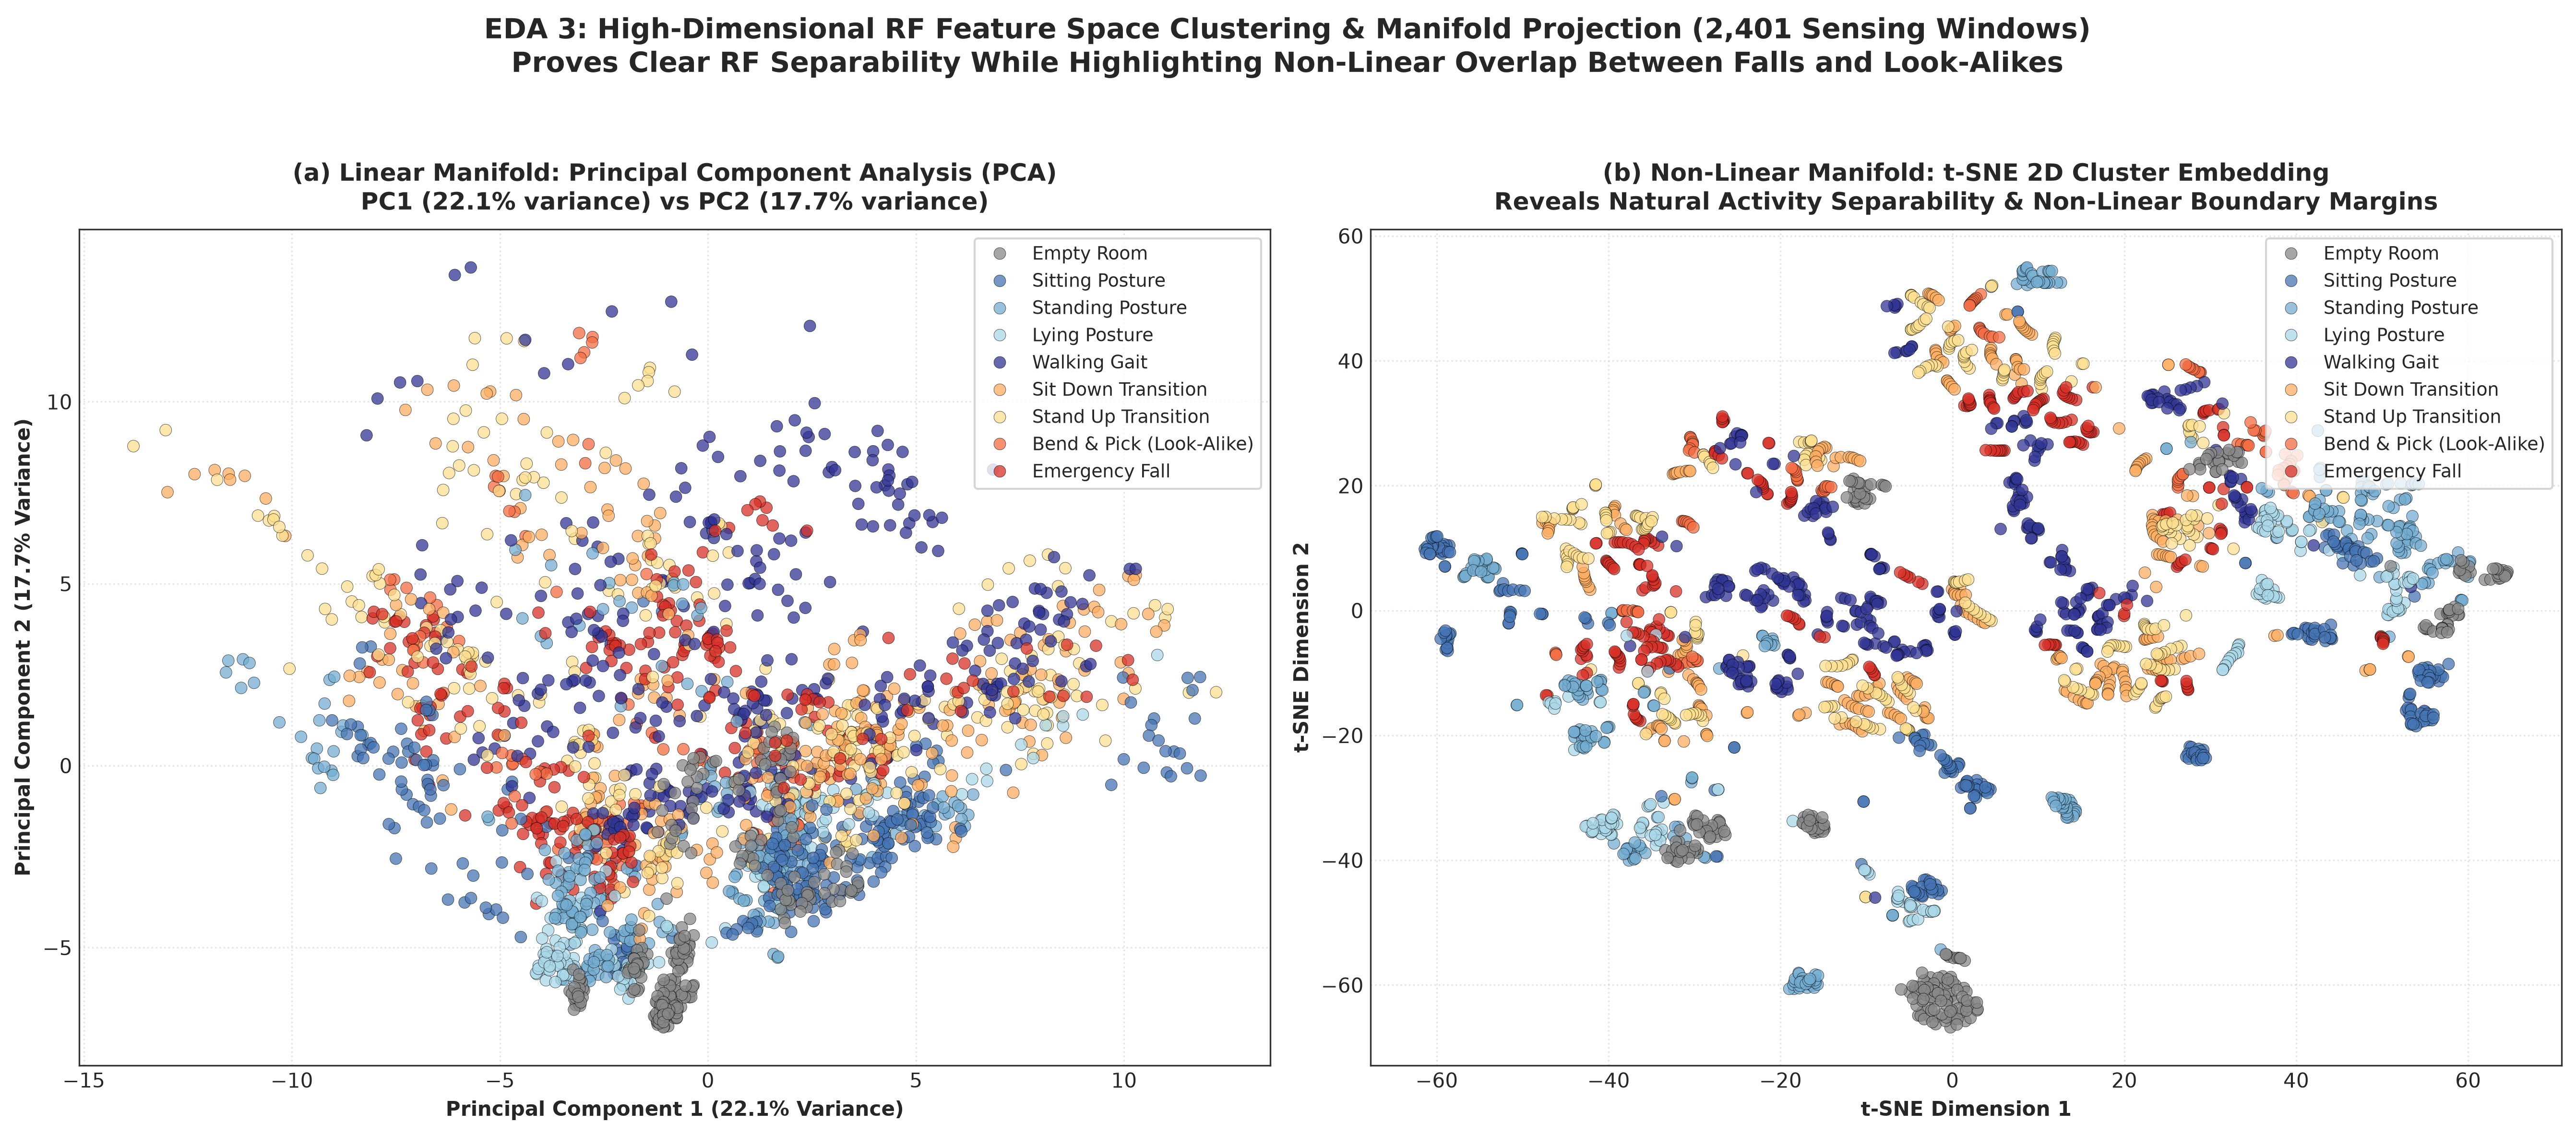 EDA 3: High-Dimensional RF Feature Space Clustering & Manifold Projection (2,401 Sensing Windows)
Proves Clear RF Separability While Highlighting Non-Linear Overlap Between Falls and Look-Alikes
(a) Linear Manifold: Principal Component Analysis (PCA)
PC1 (22.1% variance) vs PC2 (17.7% variance)
Empty Room
Sitting Posture
Standing Posture
Lying Posture
Walking Gait
Sit Down Transition
Stand Up Transition
Bend & Pick (Look-Alike)
Emergency Fall
10
5
0
−5
Principal Component 2 (17.7% Variance)
−15
−10
−5
0
5
10
Principal Component 1 (22.1% Variance)
(b) Non-Linear Manifold: t-SNE 2D Cluster Embedding
Reveals Natural Activity Separability & Non-Linear Boundary Margins
Empty Room
Sitting Posture
Standing Posture
Lying Posture
Walking Gait
Sit Down Transition
Stand Up Transition
Bend & Pick (Look-Alike)
Emergency Fall
60
40
20
0
−20
−40
−60
t-SNE Dimension 2
−60
−40
−20
0
20
40
60
t-SNE Dimension 1